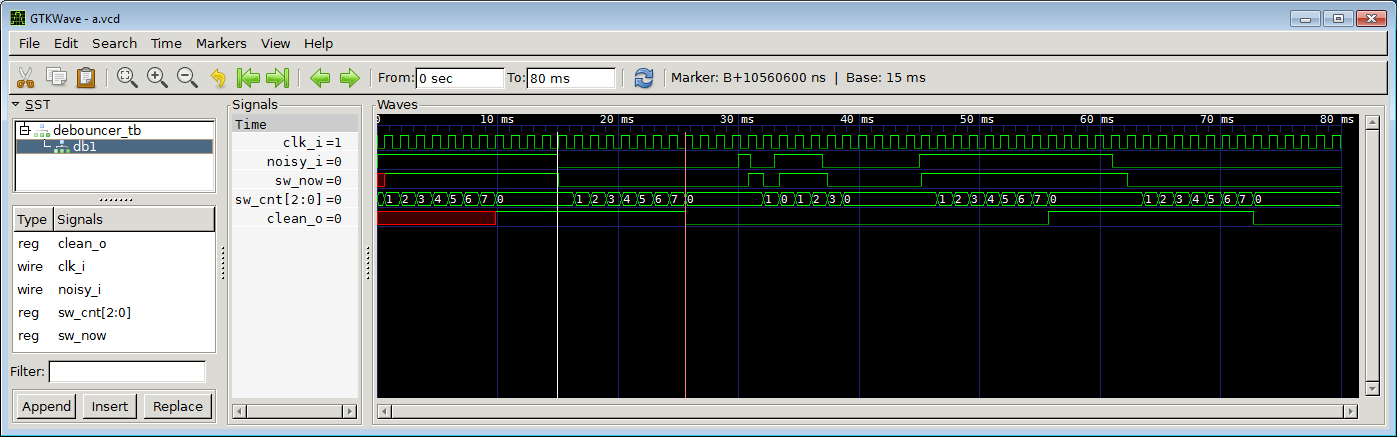 GTKWave - a.vcd
File Edit Search Time Markers View Help
From: 0 sec To: 80 ms Marker: B+10560600 ns | Base: 15 ms
SST
debouncer_tb
db1
Type Signals
reg clean_o
wire clk_i
wire noisy_i
reg sw_cnt[2:0]
reg sw_now
Filter:
Append Insert Replace
Signals
Time
clk_i=1
noisy_i=0
sw_now=0
sw_cnt[2:0]=0
clean_o=0
Waves
0 10 ms 20 ms 30 ms 40 ms 50 ms 60 ms 70 ms 80 ms
1 2 3 4 5 6 7 0 1 2 3 4 5 6 7 0 1 0 1 2 3 0 1 2 3 4 5 6 7 0 1 2 3 4 5 6 7 0